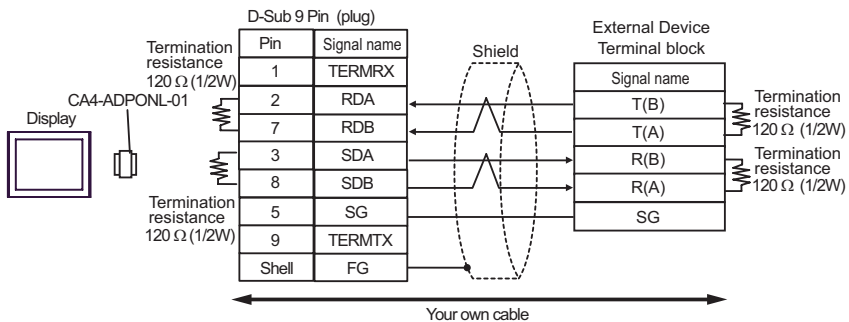 D-Sub 9 Pin (plug)
External Device
Terminal block
Termination
resistance
120 Ω (1/2W)
Pin
Signal name
Shield
Signal name
1
TERMRX
CA4-ADPONL-01
2
RDA
T(B)
Termination
resistance
120 Ω (1/2W)
Display
7
RDB
T(A)
3
SDA
R(B)
Termination
resistance
120 Ω (1/2W)
8
SDB
R(A)
Termination
resistance
120 Ω (1/2W)
5
SG
SG
9
TERMTX
Shell
FG
Your own cable